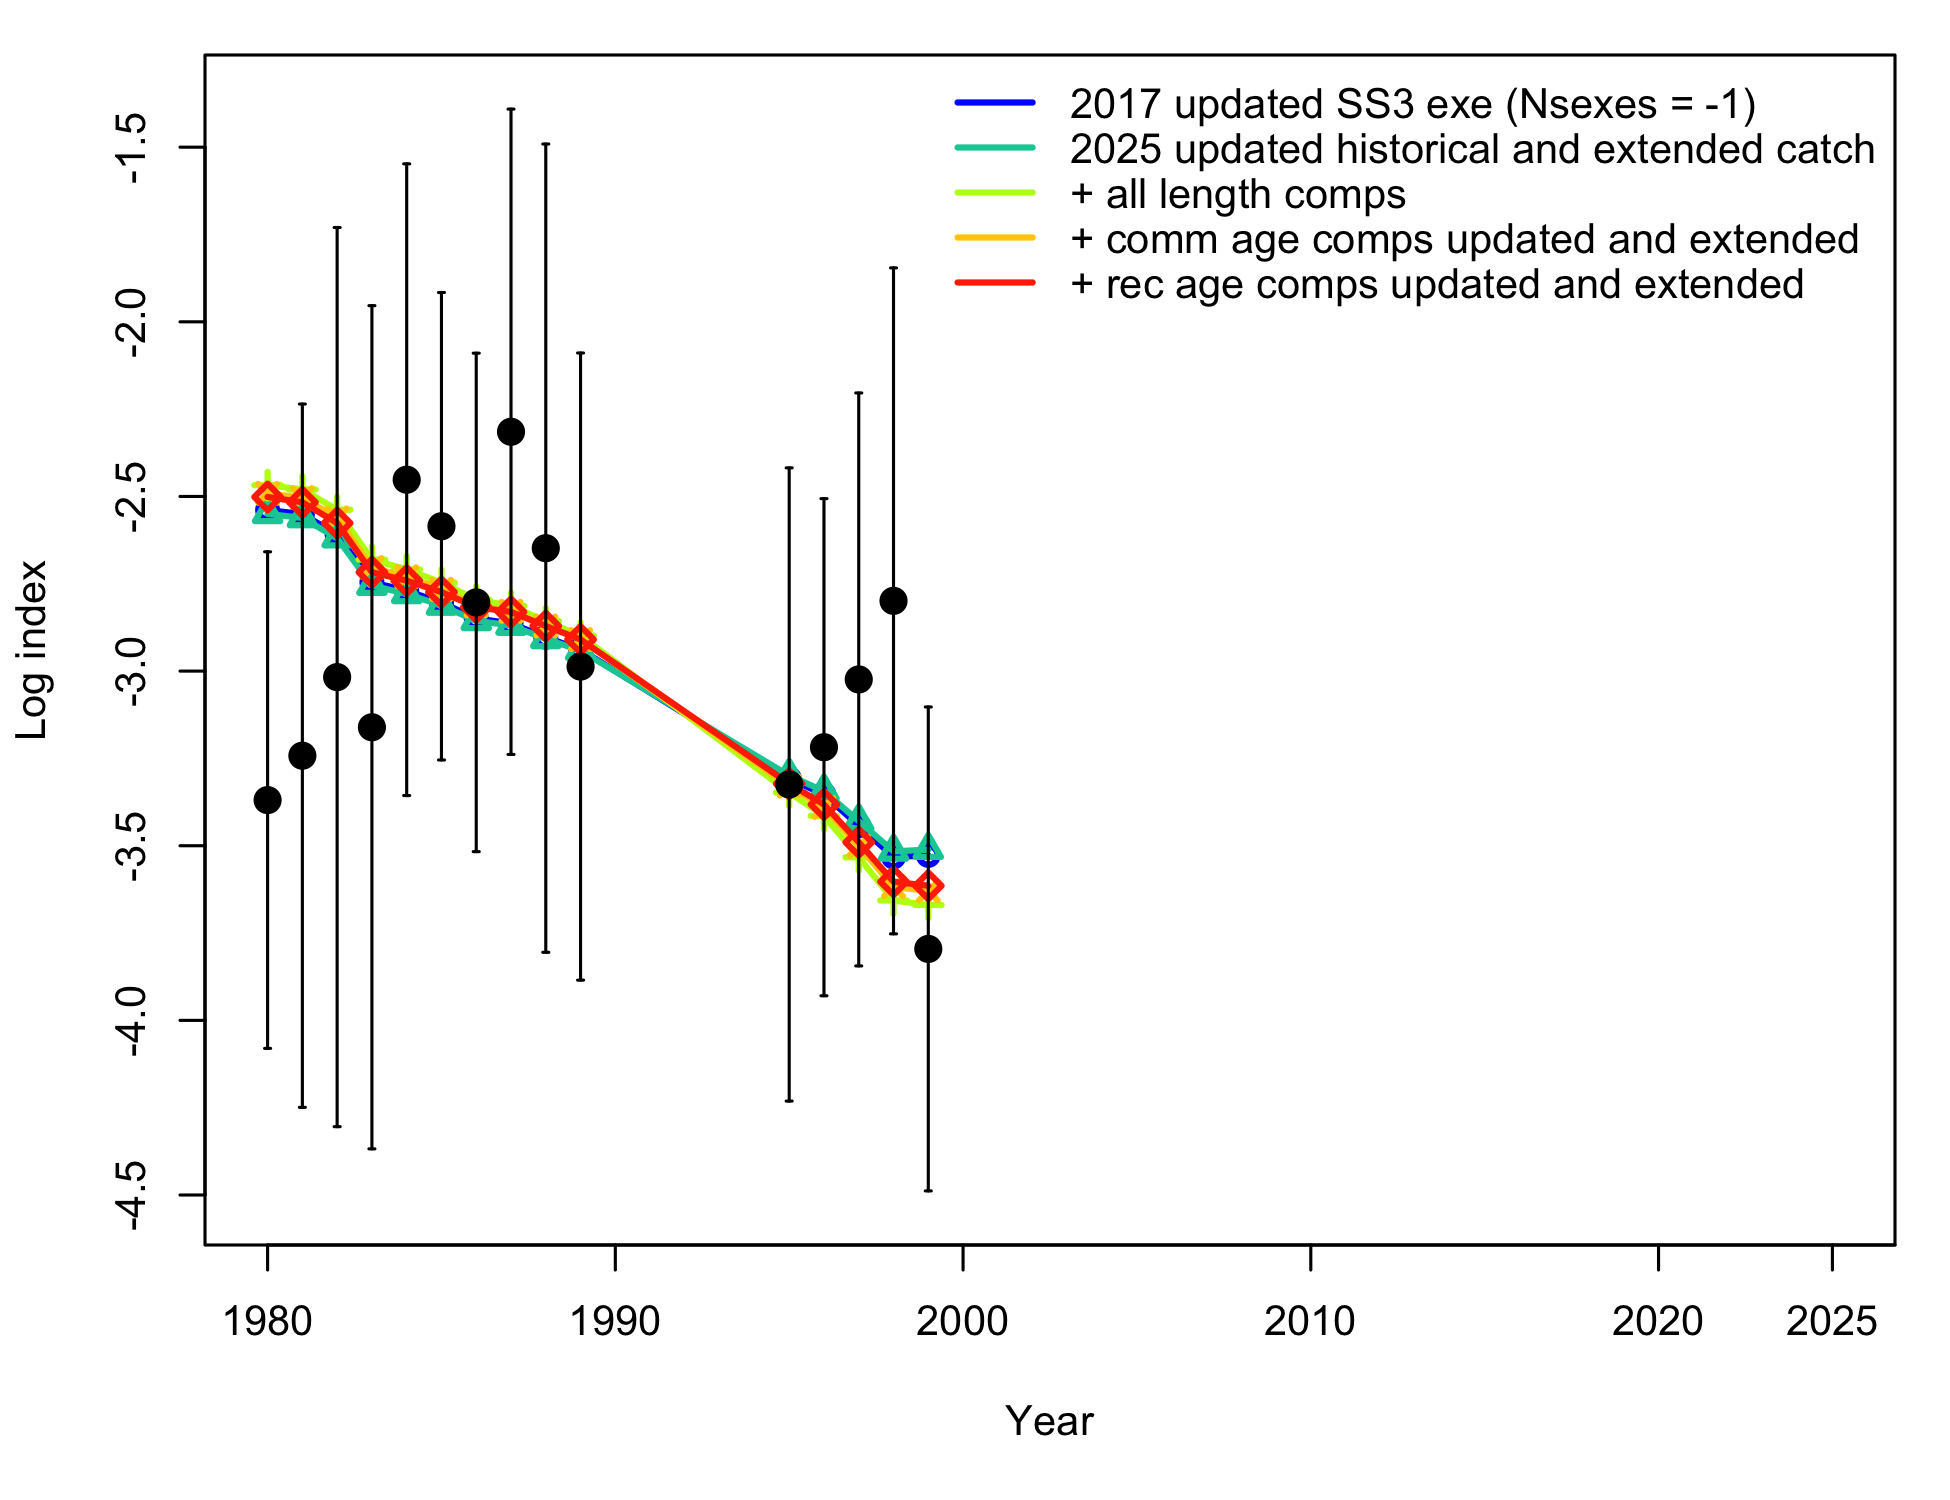 2017 updated SS3 exe (Nsexes = -1)
2025 updated historical and extended catch
+ all length comps
+ comm age comps updated and extended
+ rec age comps updated and extended
Log index
-1.5
-2.0
-2.5
-3.0
-3.5
-4.0
-4.5
1980 1990 2000 2010 2020 2025
Year